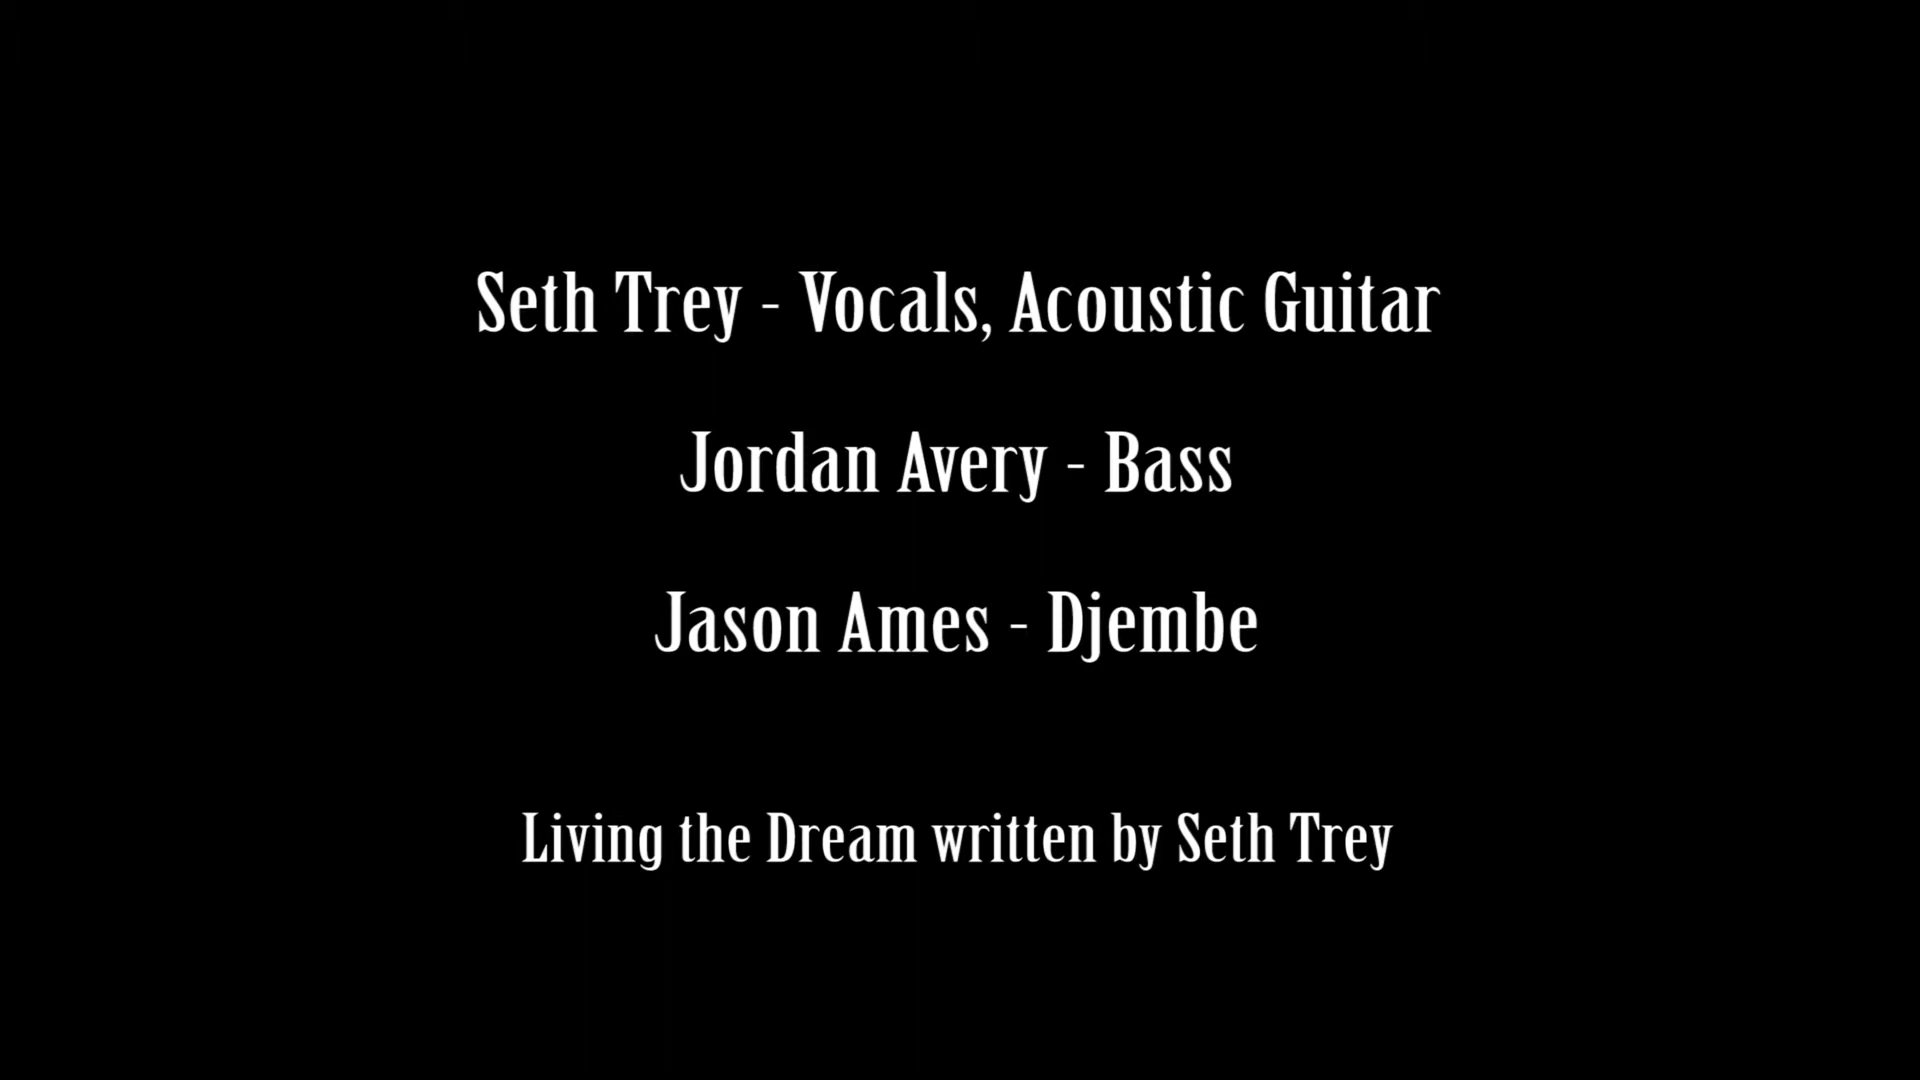 Seth Trey - Vocals, Acoustic Guitar
Jordan Avery - Bass
Jason Ames - Djembe
Living the Dream written by Seth Trey